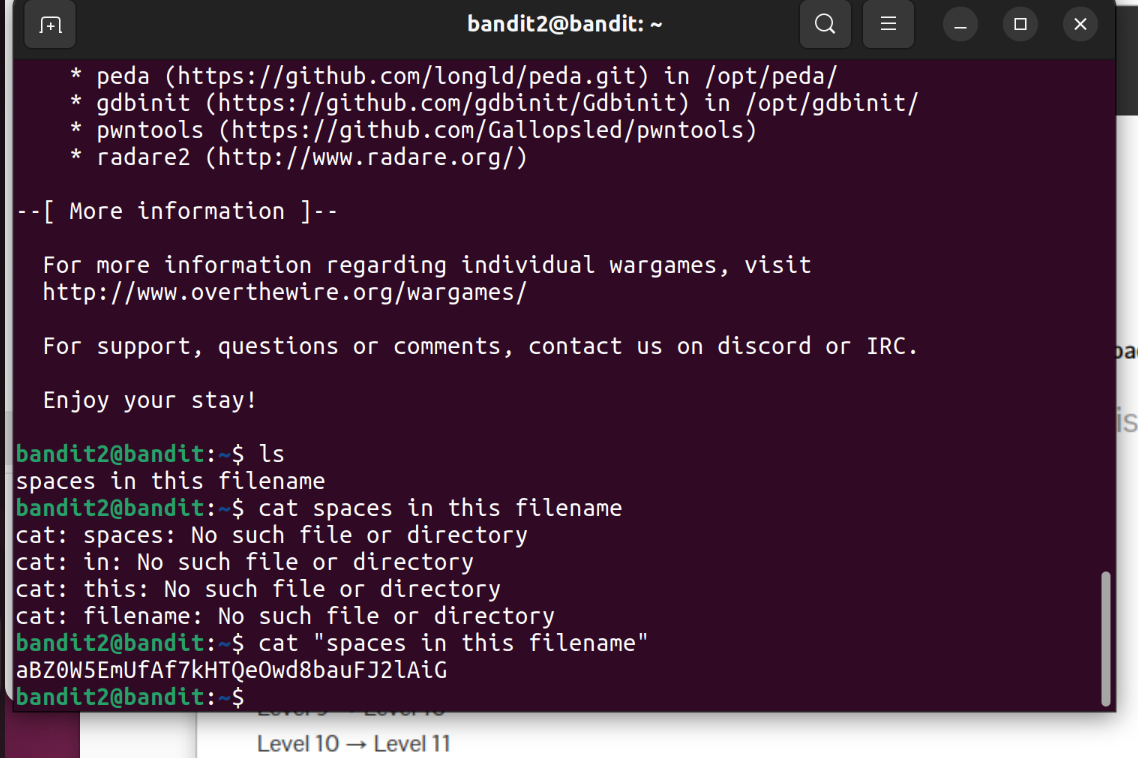 bandit2@bandit: ~
* peda (https://github.com/longld/peda.git) in /opt/peda/
* gdbinit (https://github.com/gdbinit/Gdbinit) in /opt/gdbinit/
* pwntools (https://github.com/Gallopsled/pwntools)
* radare2 (http://www.radare.org/)
--[ More information ]--
For more information regarding individual wargames, visit
http://www.overthewire.org/wargames/
For support, questions or comments, contact us on discord or IRC.
Enjoy your stay!
bandit2@bandit:~$ ls
spaces in this filename
bandit2@bandit:~$ cat spaces in this filename
cat: spaces: No such file or directory
cat: in: No such file or directory
cat: this: No such file or directory
cat: filename: No such file or directory
bandit2@bandit:~$ cat "spaces in this filename"
aBZ0W5EmUfAf7kHTQeOwd8bauFJ2lAiG
bandit2@bandit:~$
Level 10 → Level 11